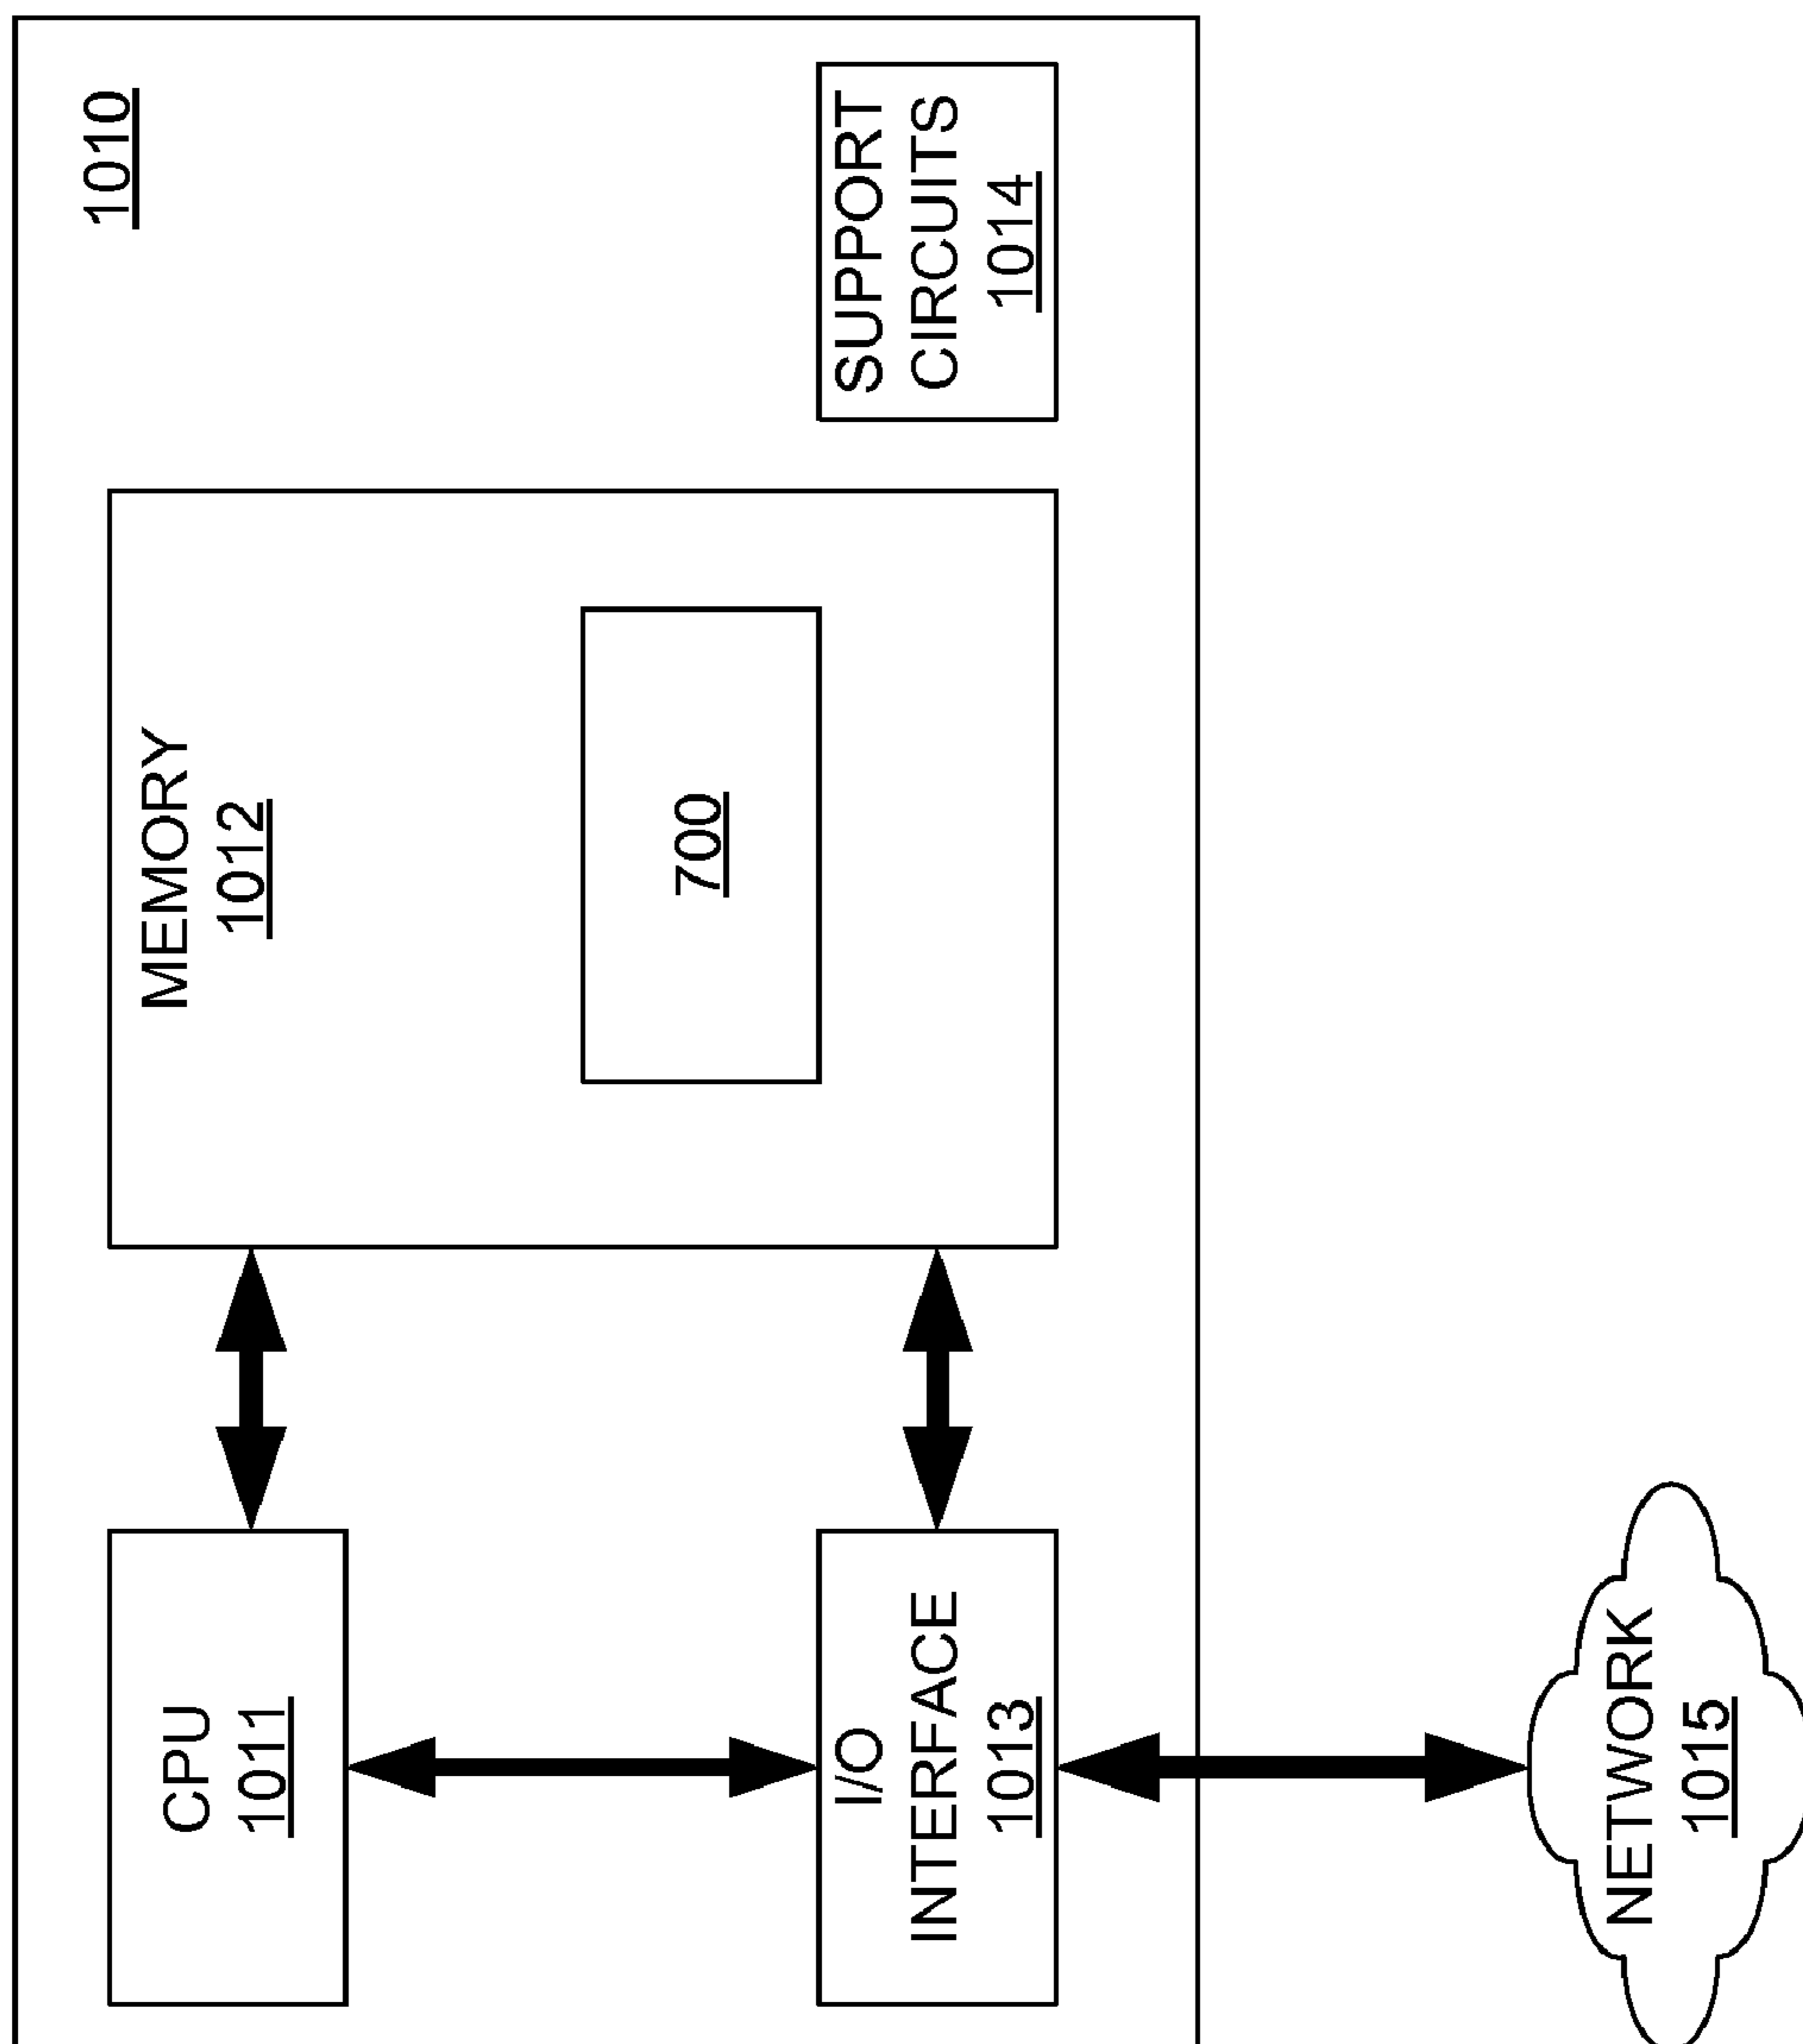 1010
CPU
1011
MEMORY
1012
700
I/O
INTERFACE
1013
SUPPORT
CIRCUITS
1014
NETWORK
1015